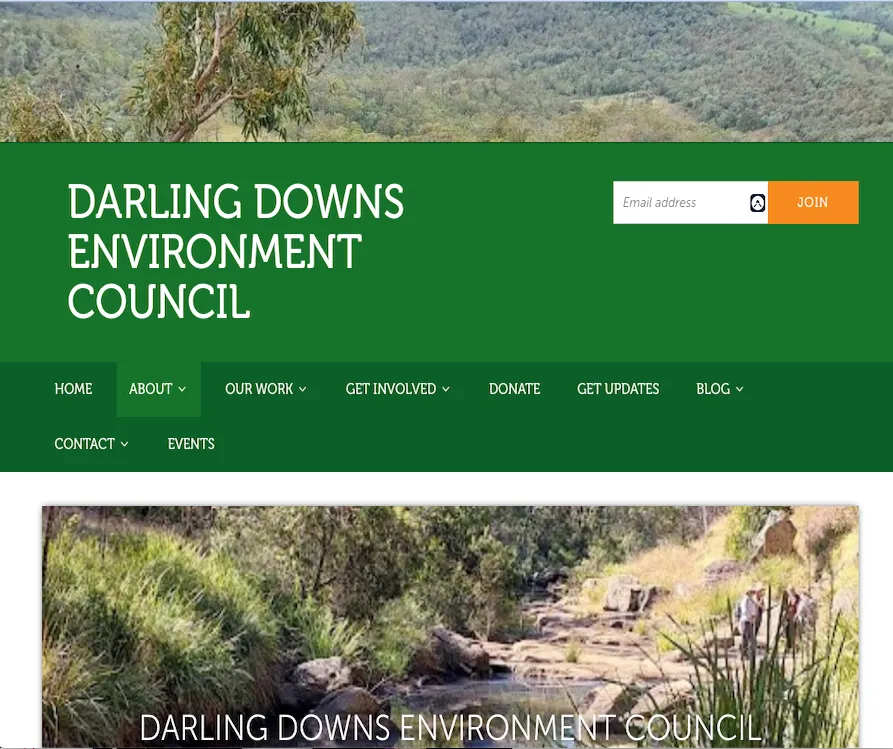 DARLING DOWNS
ENVIRONMENT
COUNCIL
Email address
JOIN
HOME ABOUT OUR WORK GET INVOLVED DONATE GET UPDATES BLOG
CONTACT EVENTS
DARLING DOWNS ENVIRONMENT COUNCIL